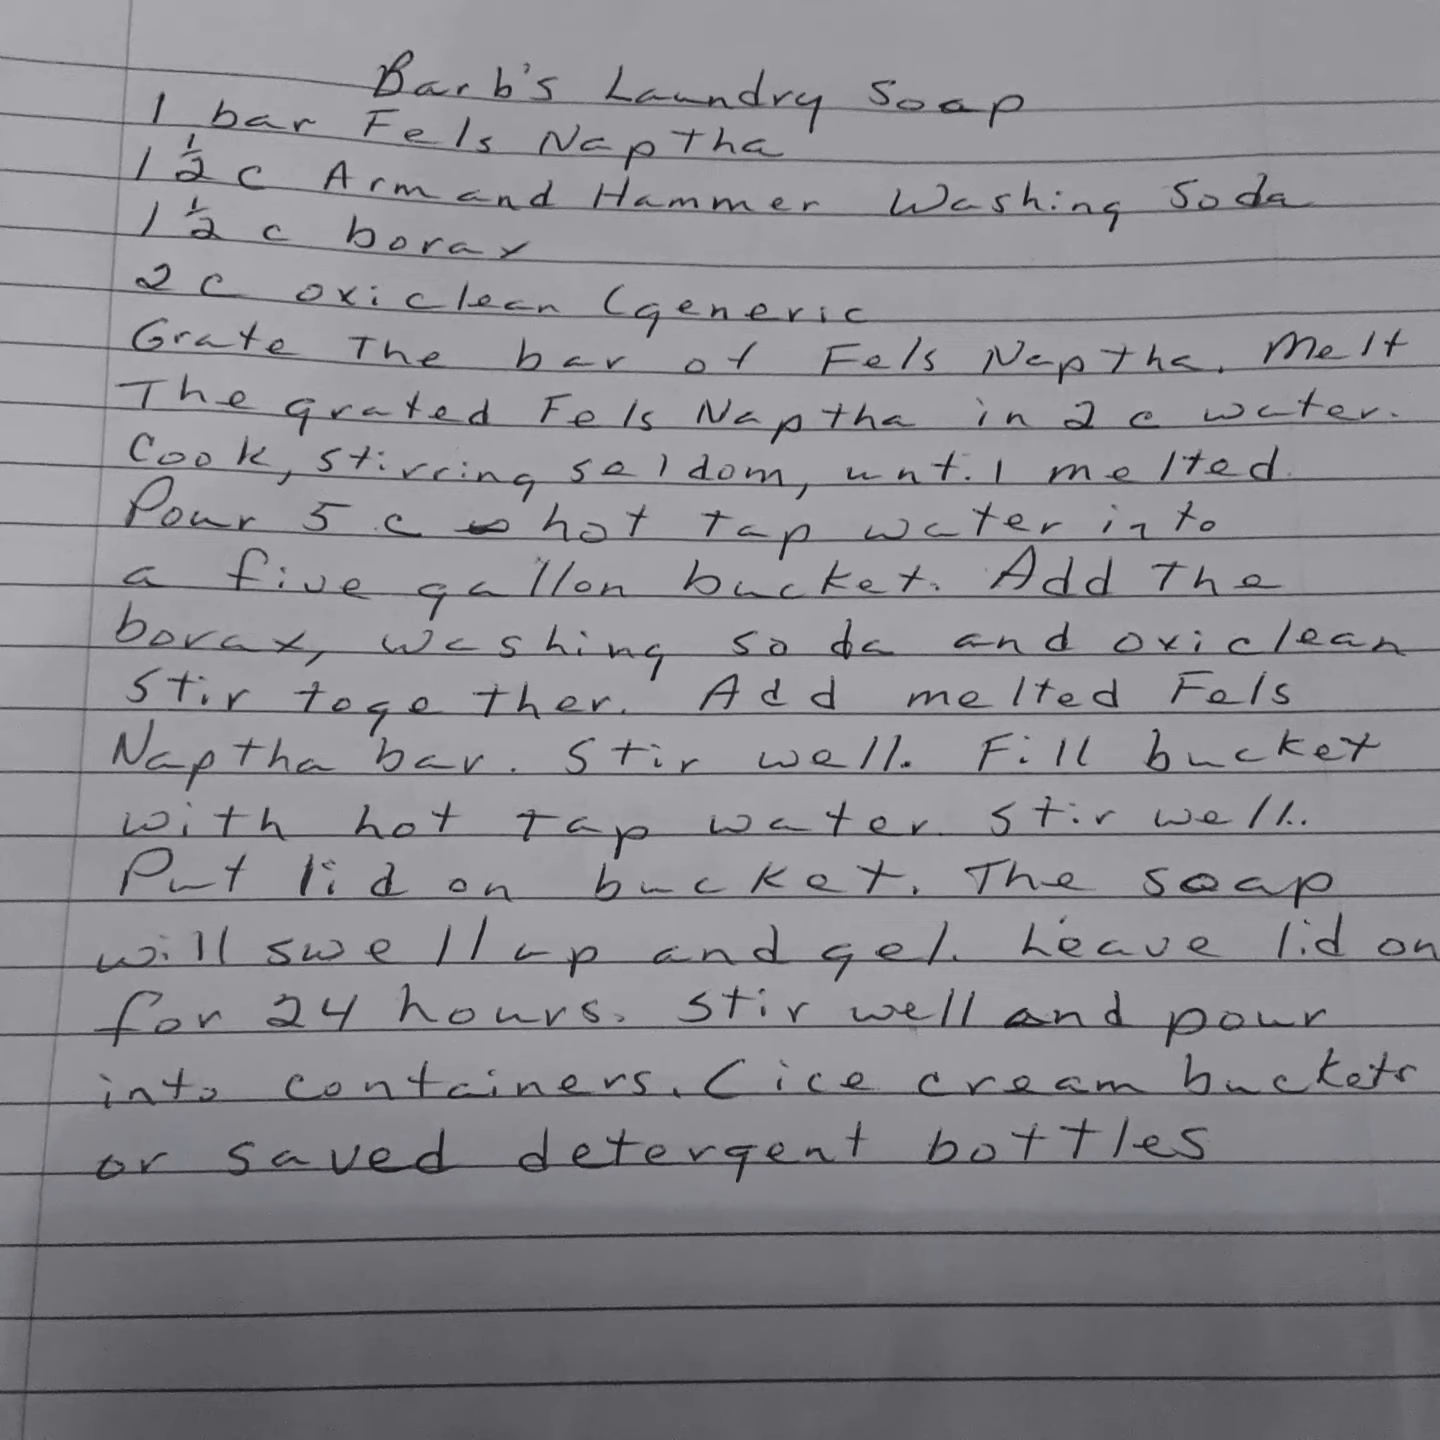 Barb's Laundry Soap
1 bar Fels Naptha
1 1/2 c Arm and Hammer Washing Soda
1 1/2 c borax
2 c oxiclean (generic
Grate The bar of Fels Naptha. Melt
The grated Fels Naptha in 2 c water.
Cook, stirring seldom, until melted.
Pour 5 c hot tap water into
a five gallon bucket. Add The
borax, washing soda and oxiclean
Stir together. Add melted Fels
Naptha bar. Stir well. Fill bucket
with hot tap water. Stir well.
Put lid on bucket. The soap
will swell up and gel. Leave lid on
for 24 hours. Stir well and pour
into containers. (ice cream buckets
or saved detergent bottles